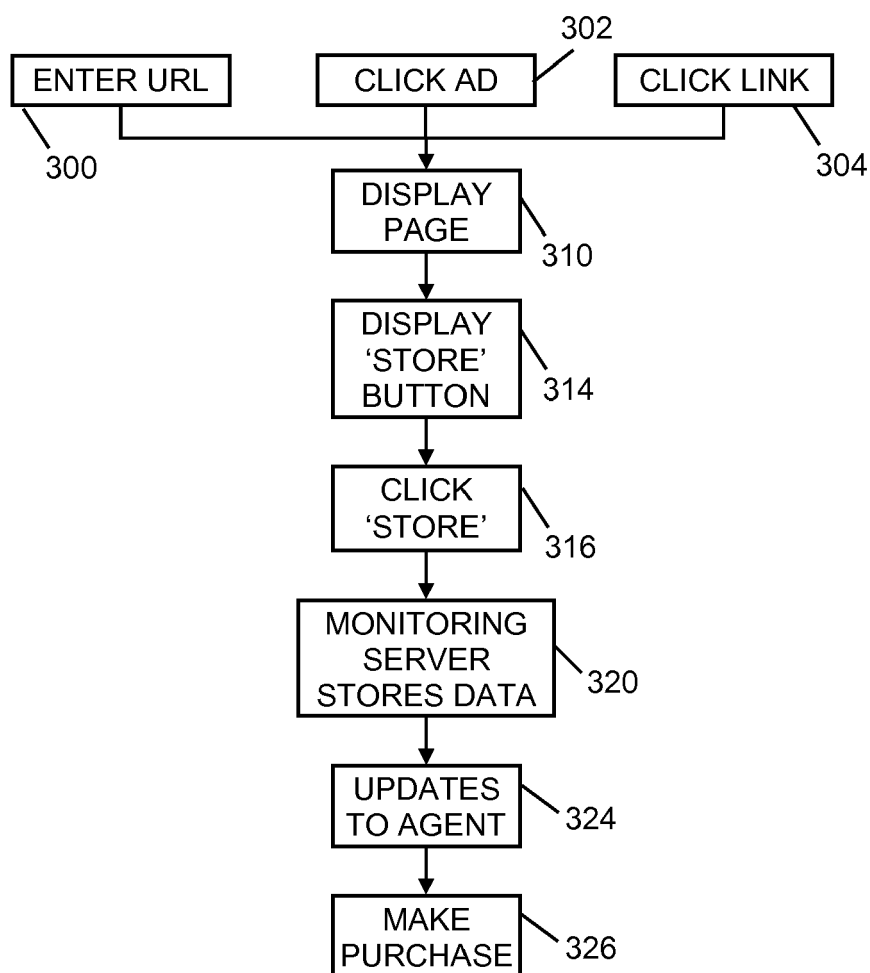 302
ENTER URL
CLICK AD
CLICK LINK
300
304
DISPLAY
PAGE
310
DISPLAY
‘STORE’
BUTTON
314
CLICK
‘STORE’
316
MONITORING
SERVER
STORES DATA
320
UPDATES
TO AGENT
324
MAKE
PURCHASE
326